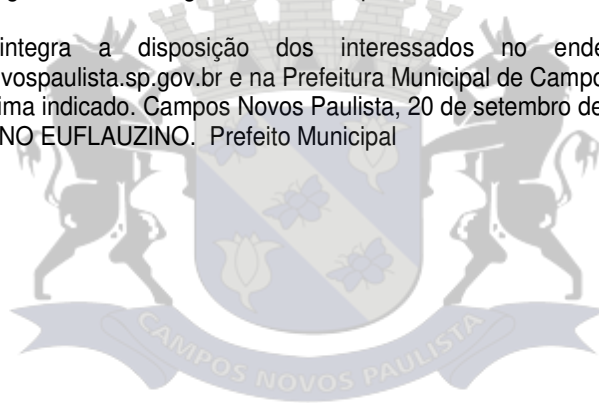 integra a disposição dos interessados no ende
vospaulista.sp.gov.br e na Prefeitura Municipal de Campo
ima indicado. Campos Novos Paulista, 20 de setembro de
NO EUFLAUZINO. Prefeito Municipal
CAMPOS NOVOS PAULISTA